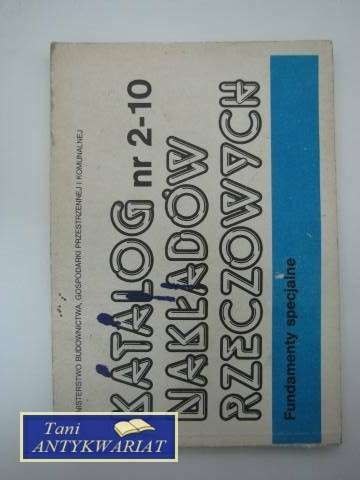 MINISTERSTWO BUDOWNICTWA, GOSPODARKI PRZESTRZENNEJ I KOMUNALNEJ
KATALOG nr 2-10
NAKŁADÓW
RZECZOWYCH
Fundamenty specjalne
Tani
ANTYKWARIAT